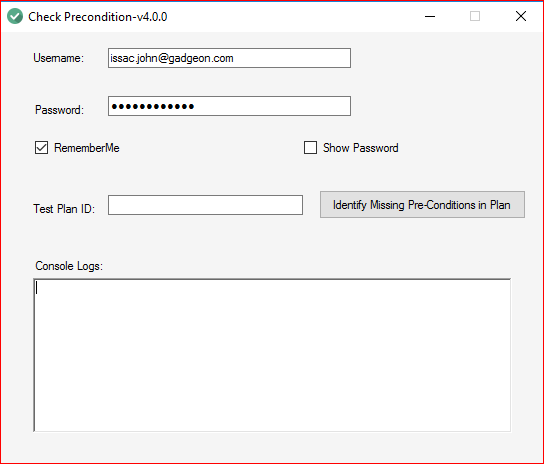 Check Precondition-v4.0.0
Username: issac.john@gadgeon.com
Password: ●●●●●●●●●●●●
RememberMe Show Password
Test Plan ID: Identify Missing Pre-Conditions in Plan
Console Logs: